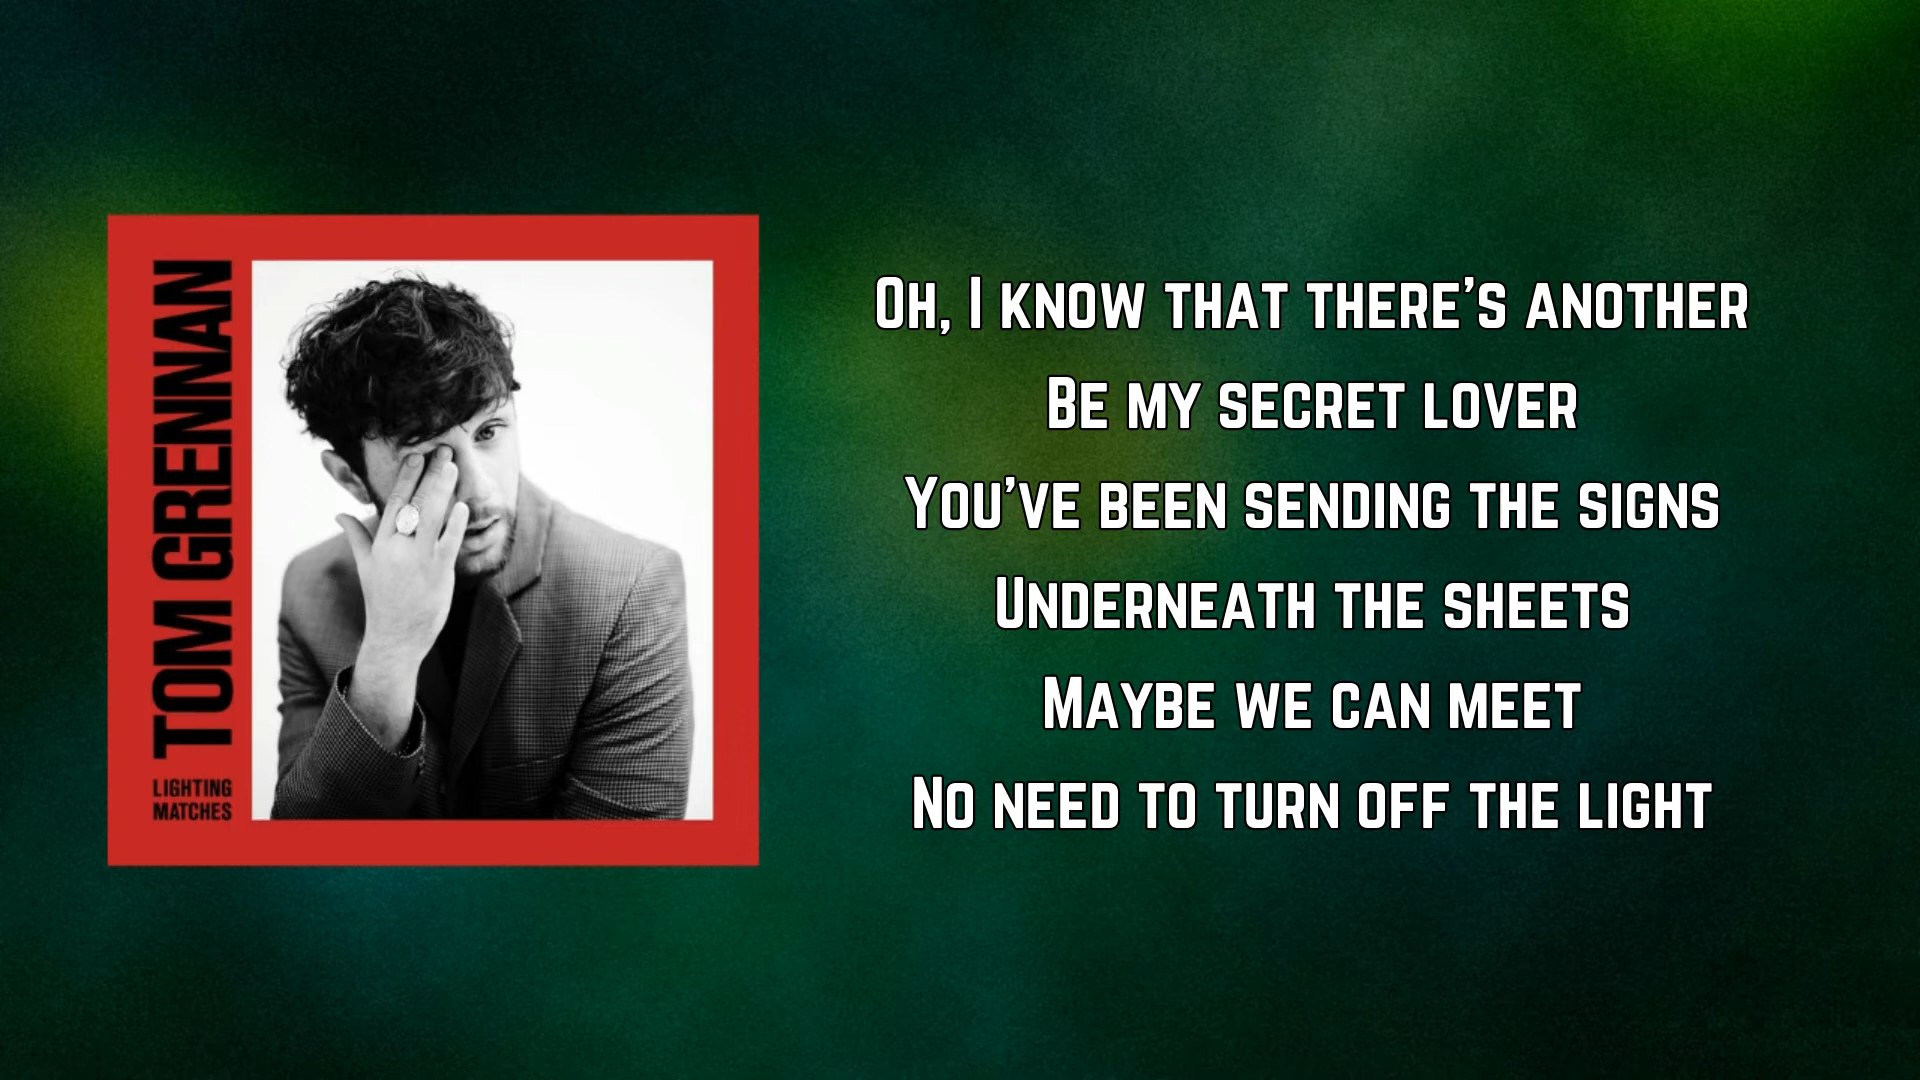 TOM GRENNAN
LIGHTING
MATCHES
Oh, I know that there's another
Be my secret lover
You've been sending the signs
Underneath the sheets
Maybe we can meet
No need to turn off the light